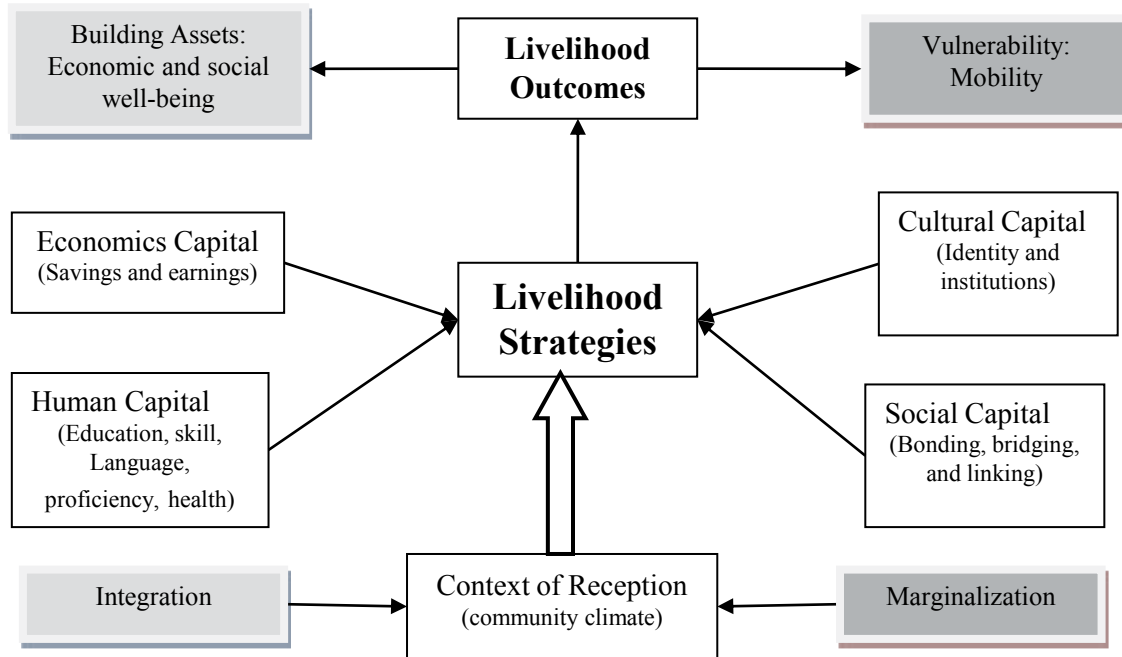 Building Assets:
Economic and social
well-being
Livelihood
Outcomes
Vulnerability:
Mobility
Economics Capital
(Savings and earnings)
Livelihood
Strategies
Cultural Capital
(Identity and
institutions)
Human Capital
(Education, skill,
Language,
proficiency, health)
Social Capital
(Bonding, bridging,
and linking)
Integration
Context of Reception
(community climate)
Marginalization